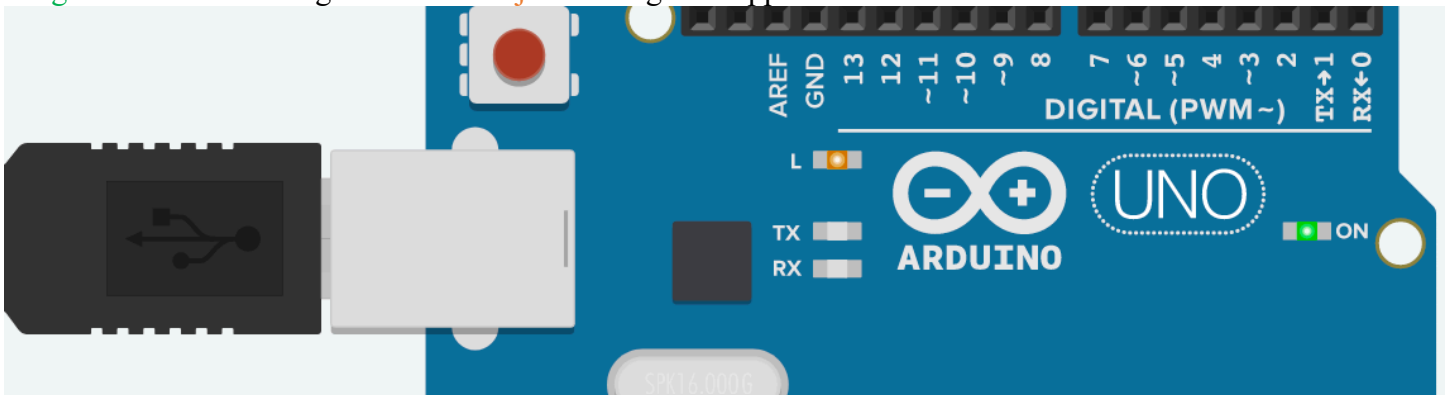 AREF
GND
13
12
~11
~10
~9
8
7
~6
~5
4
~3
2
TX→1
RX←0
DIGITAL (PWM~)
L
TX
RX
ARDUINO
UNO
ON
SPK16.000G